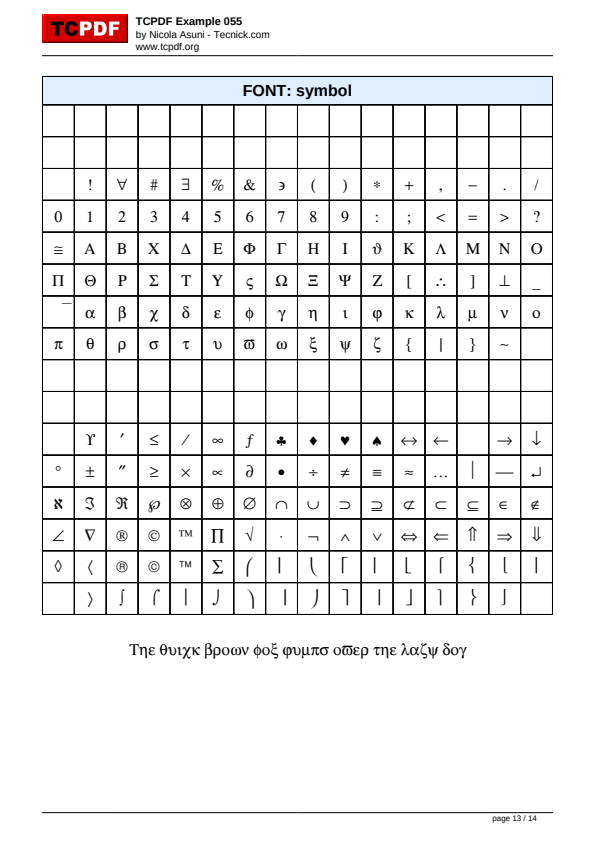 TCPDF
TCPDF Example 055
by Nicola Asuni - Tecnick.com
www.tcpdf.org
FONT: symbol
! ∀ # ∃ % & ∍ ( ) ∗ + , − . /
0 1 2 3 4 5 6 7 8 9 : ; < = > ?
≅ Α Β Χ Δ Ε Φ Γ Η Ι ϑ Κ Λ Μ Ν Ο
Π Θ Ρ Σ Τ Υ ς Ω Ξ Ψ Ζ [ ∴ ] ⊥ _
‾ α β χ δ ε ϕ γ η ι φ κ λ μ ν ο
π θ ρ σ τ υ ϖ ω ξ ψ ζ { | } ∼
ϒ ′ ≤ ⁄ ∞ ƒ ♣ ♦ ♥ ♠ ↔ ← → ↓
° ± ″ ≥ × ∝ ∂ • ÷ ≠ ≡ ≈ … ⏐ — ↵
ℵ ℑ ℜ ℘ ⊗ ⊕ ∅ ∩ ∪ ⊃ ⊇ ⊄ ⊂ ⊆ ∈ ∉
∠ ∇ ® © ™ ∏ √ ⋅ ¬ ∧ ∨ ⇔ ⇐ ⇑ ⇒ ⇓
◊ 〈 ® © ™ ∑ ⎛ ⎜ ⎝ ⎡ ⎢ ⎣ ⎧ ⎨ ⎩ ⎪
〉 ∫ ⌠ ⎮ ⌡ ⎞ ⎟ ⎠ ⎤ ⎥ ⎦ ⎫ ⎬ ⎭
Τηε θυιχκ βροων ϕοξ φυμπσ οϖερ τηε λαζψ δογ
page 13 / 14